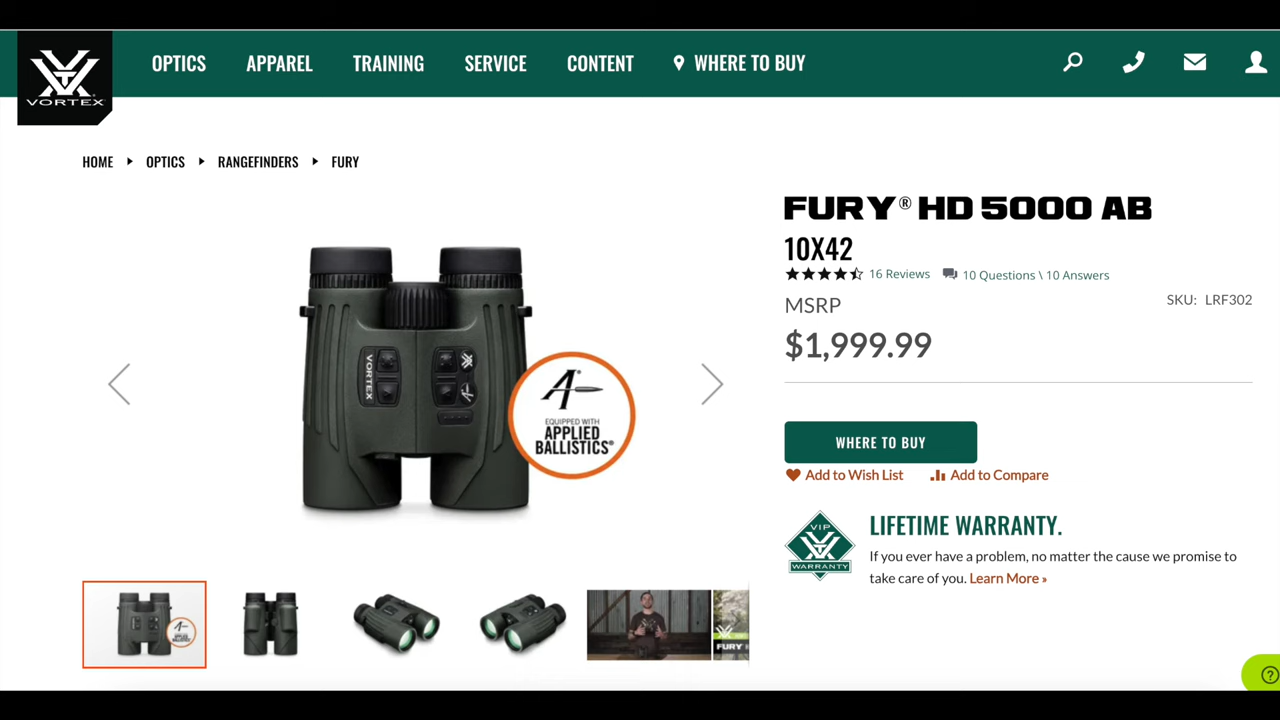 VORTEX
OPTICS APPAREL TRAINING SERVICE CONTENT WHERE TO BUY
HOME OPTICS RANGEFINDERS FURY
FURY® HD 5000 AB
10X42
16 Reviews 10 Questions \ 10 Answers
MSRP
SKU: LRF302
$1,999.99
VORTEX
A®
EQUIPPED WITH
APPLIED
BALLISTICS®
WHERE TO BUY
Add to Wish List Add to Compare
VIP
WARRANTY
LIFETIME WARRANTY.
If you ever have a problem, no matter the cause we promise to
take care of you. Learn More »
APPLIED
BALLISTICS
FURY
?